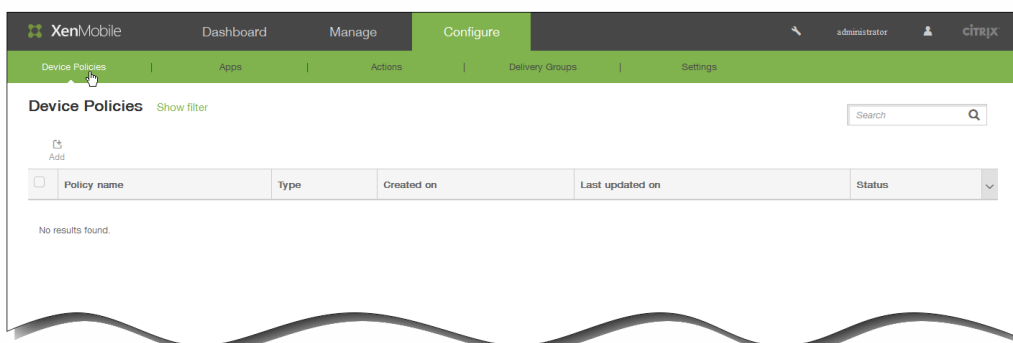 XenMobile Dashboard Manage Configure administrator CITRIX
Device Policies | Apps | Actions | Delivery Groups | Settings
Device Policies Show filter
Search
Add
Policy name Type Created on Last updated on Status
No results found.